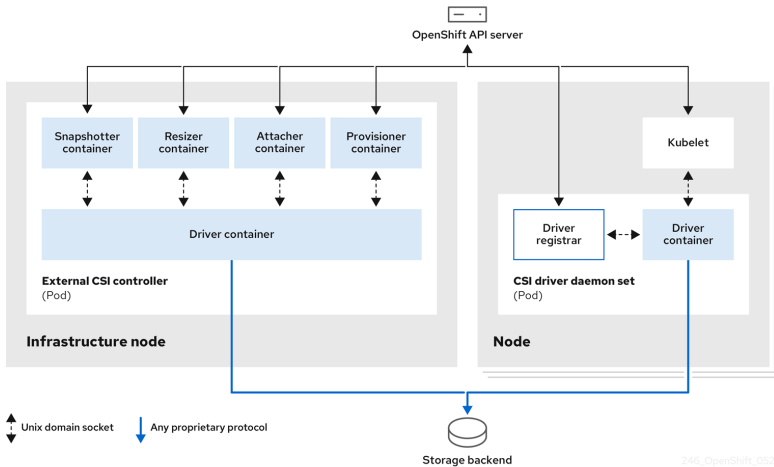 OpenShift API server
Snapshotter
container
Resizer
container
Attacher
container
Provisioner
container
Kubelet
Driver container
Driver
registrar
Driver
container
External CSI controller
(Pod)
CSI driver daemon set
(Pod)
Infrastructure node
Node
Unix domain socket
Any proprietary protocol
Storage backend
246_OpenShift_052